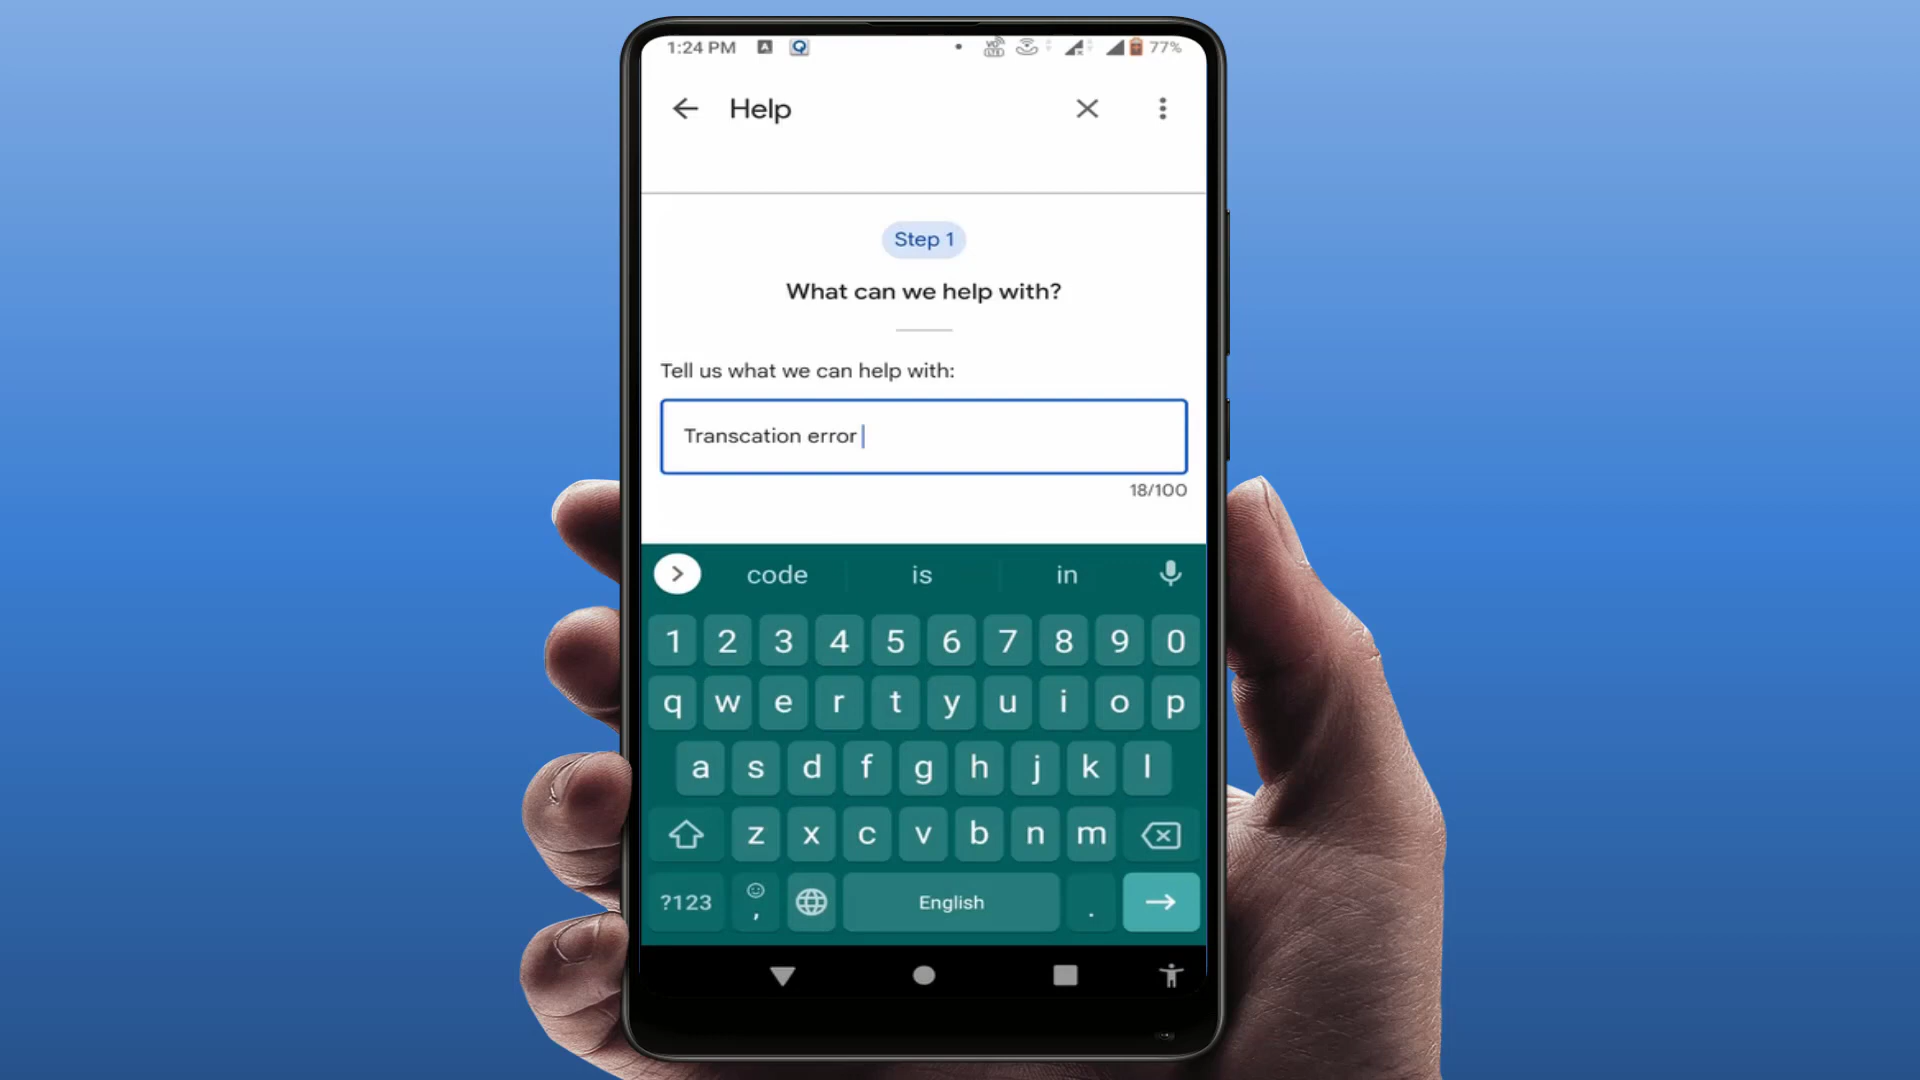 1:24 PM A 77%
Help
Step 1
What can we help with?
Tell us what we can help with:
Transcation error
18/100
code is in
1 2 3 4 5 6 7 8 9 0
q w e r t y u i o p
a s d f g h j k l
z x c v b n m
?123 , English .